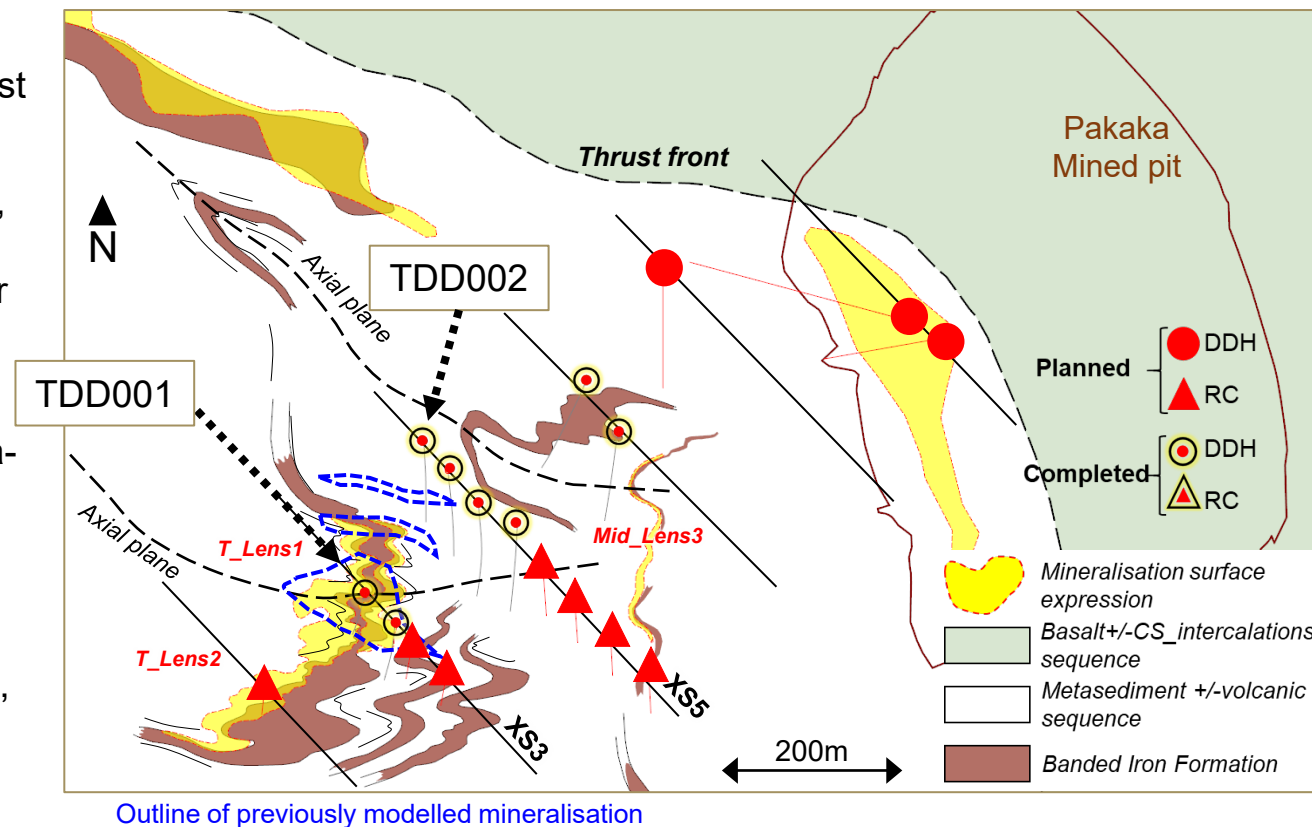 st
,
r
a-
,
Pakaka
Mined pit
Thrust front
N
Axial plane
TDD002
TDD001
Planned
DDH
RC
Completed
DDH
RC
Axial plane
T_Lens1
Mid_Lens3
T_Lens2
XS5
XS3
200m
Mineralisation surface
expression
Basalt+/-CS_intercalations
sequence
Metasediment +/-volcanic
sequence
Banded Iron Formation
Outline of previously modelled mineralisation